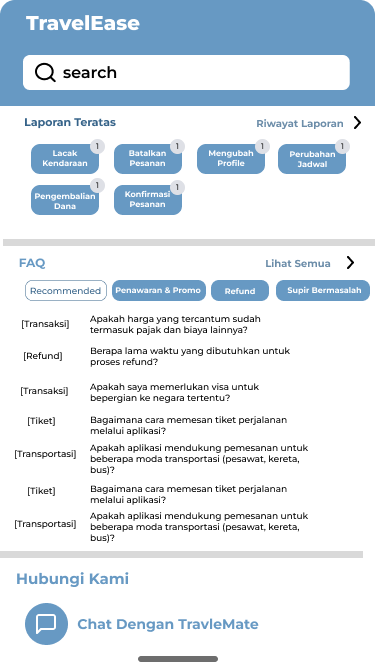 TravelEase
search
Laporan Teratas
Riwayat Laporan
1
1
1
1
Lacak
Kendaraan
Batalkan
Pesanan
Mengubah
Profile
Perubahan
Jadwal
1
1
Pengembalian
Dana
Konfirmasi
Pesanan
FAQ
Lihat Semua
Recommended
Penawaran & Promo
Refund
Supir Bermasalah
[Transaksi]
Apakah harga yang tercantum sudah
termasuk pajak dan biaya lainnya?
[Refund]
Berapa lama waktu yang dibutuhkan untuk
proses refund?
[Transaksi]
Apakah saya memerlukan visa untuk
bepergian ke negara tertentu?
[Tiket]
Bagaimana cara memesan tiket perjalanan
melalui aplikasi?
[Transportasi]
Apakah aplikasi mendukung pemesanan untuk
beberapa moda transportasi (pesawat, kereta,
bus)?
[Tiket]
Bagaimana cara memesan tiket perjalanan
melalui aplikasi?
[Transportasi]
Apakah aplikasi mendukung pemesanan untuk
beberapa moda transportasi (pesawat, kereta,
bus)?
Hubungi Kami
Chat Dengan TravleMate